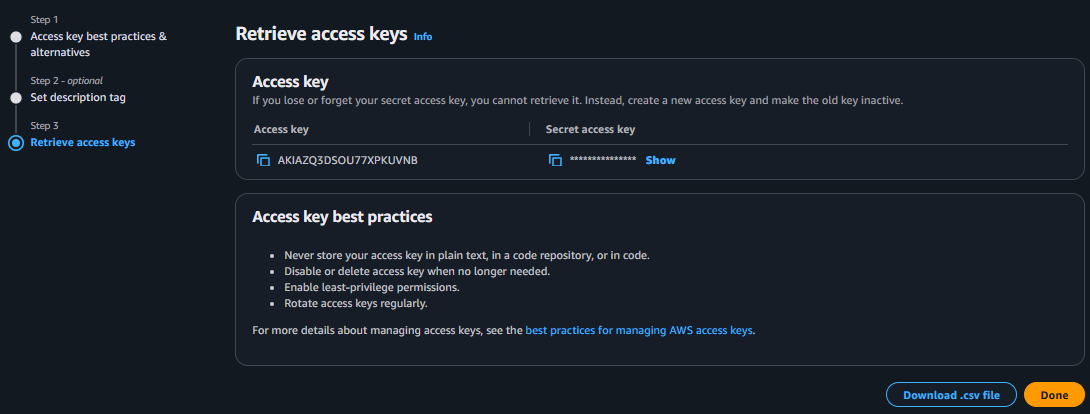 Step 1
Access key best practices &
alternatives
Step 2 - optional
Set description tag
Step 3
Retrieve access keys
Retrieve access keys Info
Access key
If you lose or forget your secret access key, you cannot retrieve it. Instead, create a new access key and make the old key inactive.
Access key Secret access key
AKIAZQ3DSOU77XPKUVNB *************** Show
Access key best practices
Never store your access key in plain text, in a code repository, or in code.
Disable or delete access key when no longer needed.
Enable least-privilege permissions.
Rotate access keys regularly.
For more details about managing access keys, see the best practices for managing AWS access keys.
Download .csv file Done